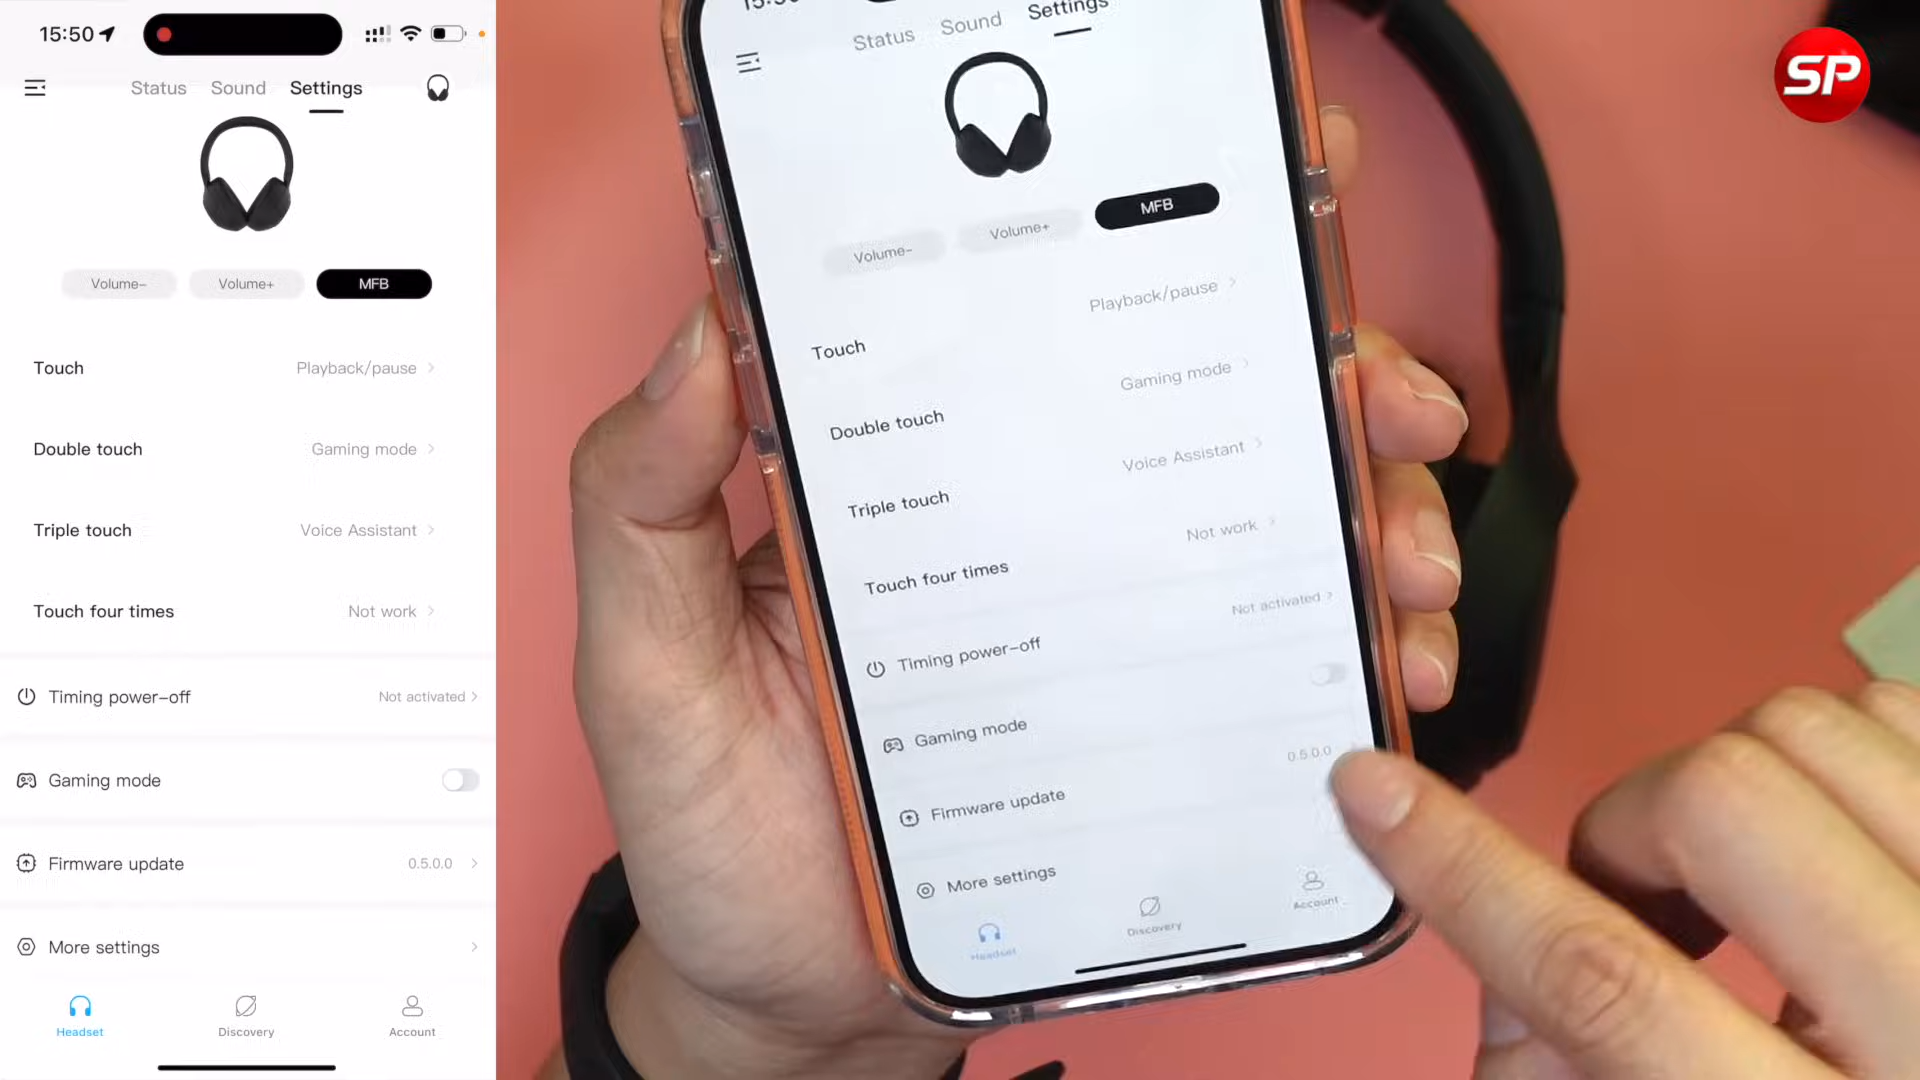 15:50
Status Sound Settings
Volume- Volume+ MFB
Touch Playback/pause
Double touch Gaming mode
Triple touch Voice Assistant
Touch four times Not work
Timing power-off Not activated
Gaming mode
Firmware update 0.5.0.0
More settings
Headset Discovery Account
Status Sound Settings
Volume- Volume+ MFB
Touch Playback/pause
Double touch Gaming mode
Triple touch Voice Assistant
Touch four times Not work
Timing power-off Not activated
Gaming mode
Firmware update 0.5.0.0
More settings
Headset Discovery Account
SP